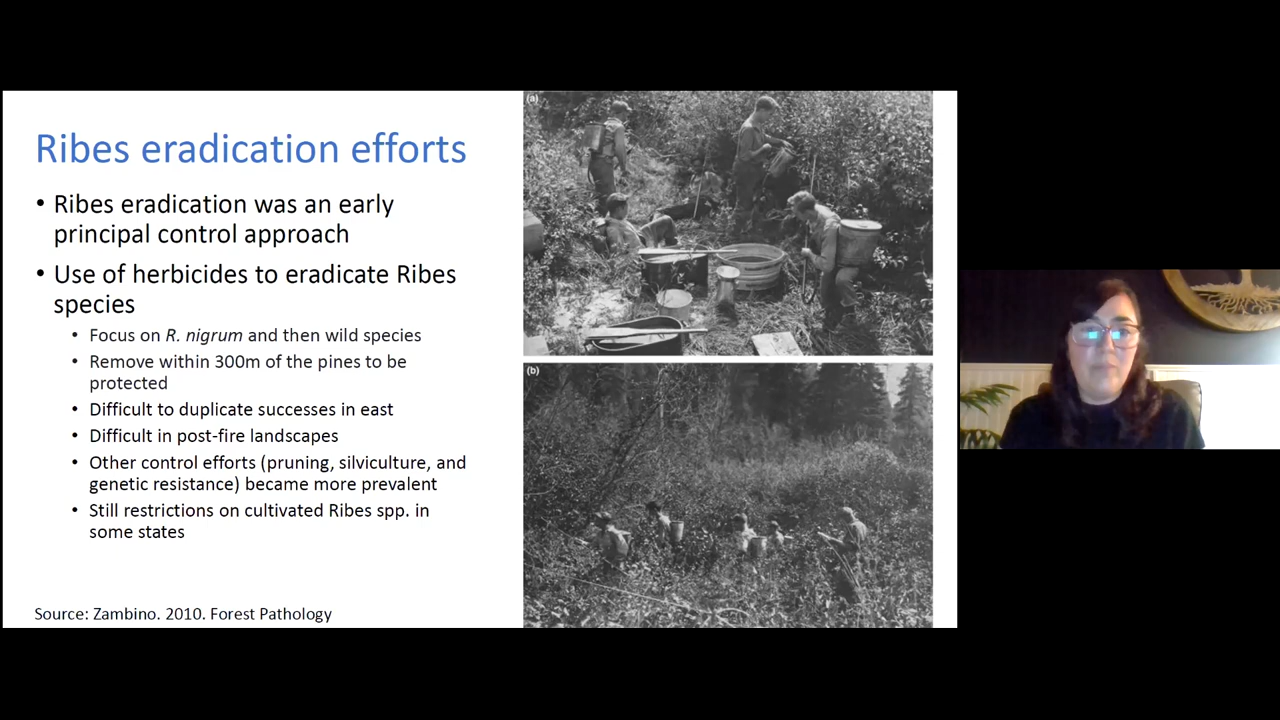 Ribes eradication efforts
• Ribes eradication was an early
principal control approach
• Use of herbicides to eradicate Ribes
species
• Focus on R. nigrum and then wild species
• Remove within 300m of the pines to be
protected
• Difficult to duplicate successes in east
• Difficult in post-fire landscapes
• Other control efforts (pruning, silviculture, and
genetic resistance) became more prevalent
• Still restrictions on cultivated Ribes spp. in
some states
Source: Zambino. 2010. Forest Pathology
(a)
(b)